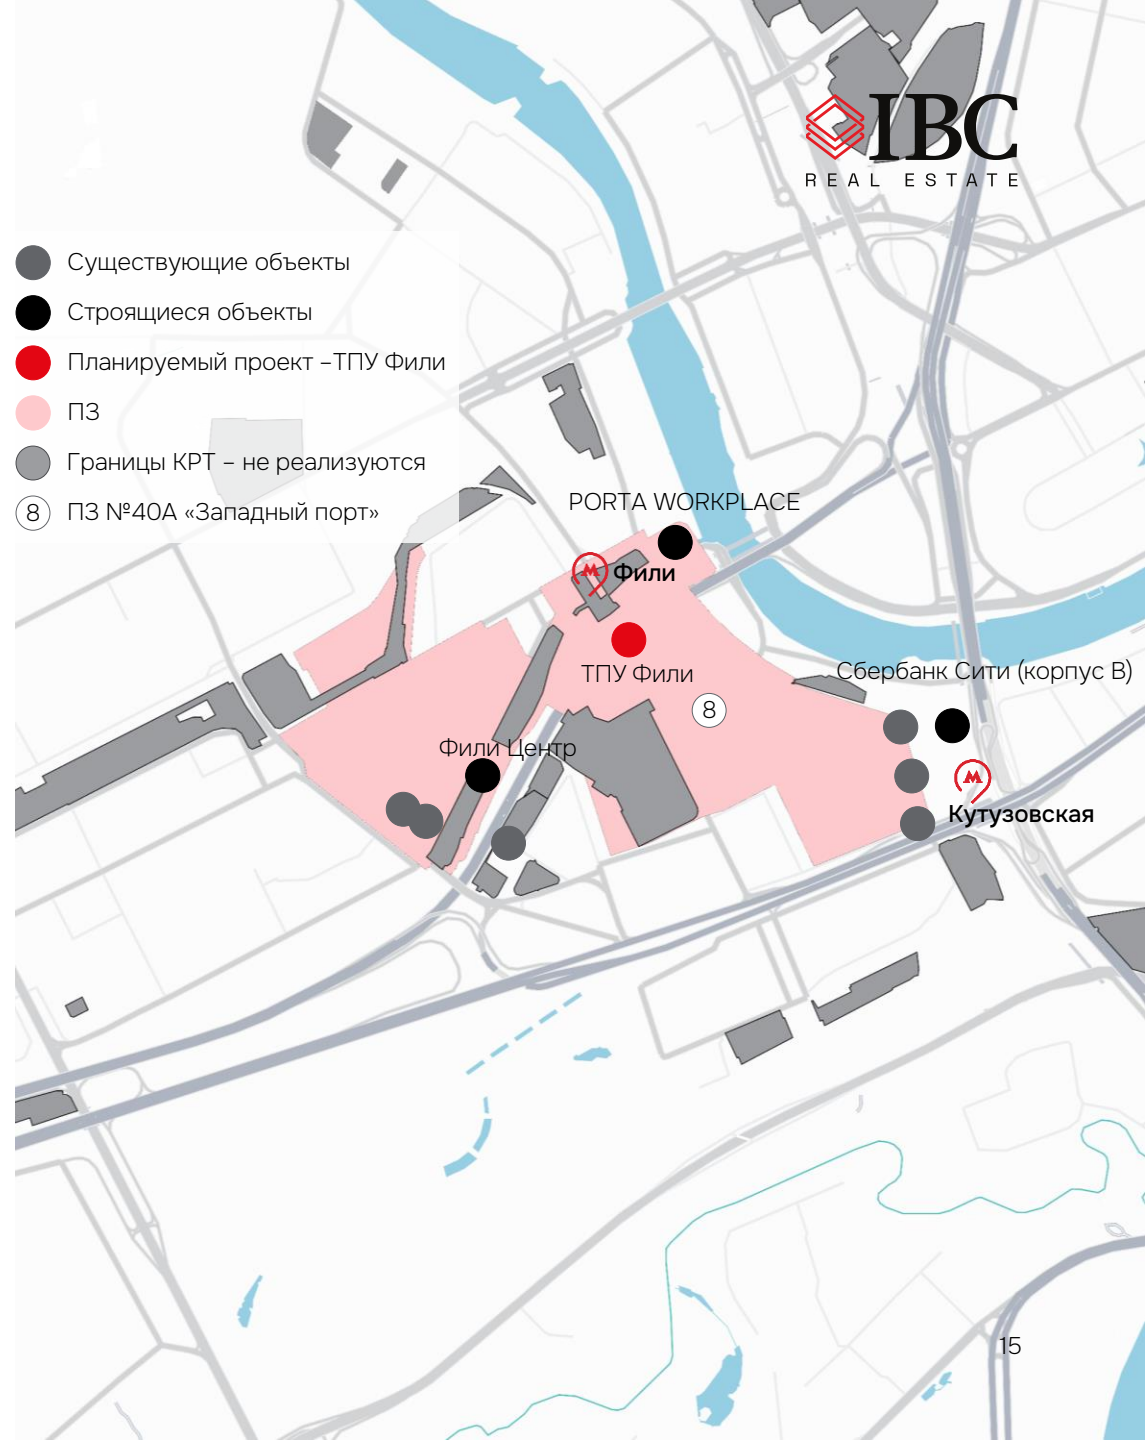 IBC
REAL ESTATE
Существующие объекты
Строящиеся объекты
Планируемый проект –ТПУ Фили
ПЗ
Границы КРТ – не реализуются
8 ПЗ №40А «Западный порт»
PORTA WORKPLACE
М Фили
ТПУ Фили
Сбербанк Сити (корпус В)
8
Фили Центр
М
Кутузовская
15